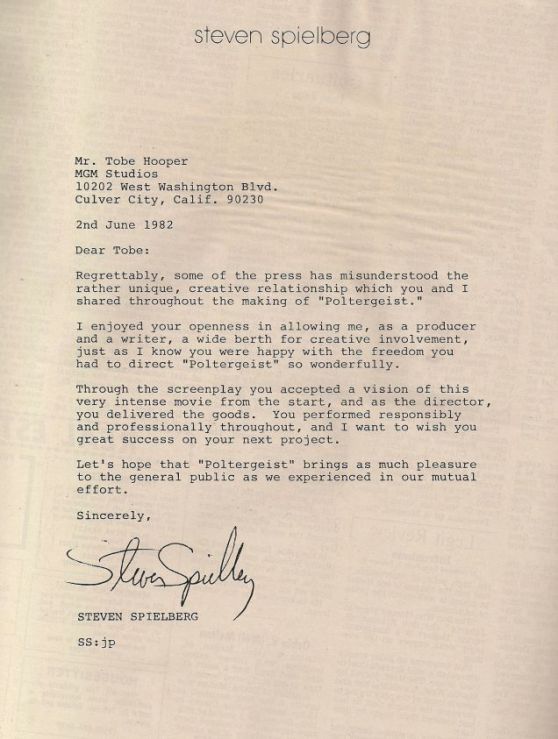 steven spielberg
Mr. Tobe Hooper
MGM Studios
10202 West Washington Blvd.
Culver City, Calif. 90230
2nd June 1982
Dear Tobe:
Regrettably, some of the press has misunderstood the
rather unique, creative relationship which you and I
shared throughout the making of "Poltergeist."
I enjoyed your openness in allowing me, as a producer
and a writer, a wide berth for creative involvement,
just as I know you were happy with the freedom you
had to direct "Poltergeist" so wonderfully.
Through the screenplay you accepted a vision of this
very intense movie from the start, and as the director,
you delivered the goods.  You performed responsibly
and professionally throughout, and I want to wish you
great success on your next project.
Let's hope that "Poltergeist" brings as much pleasure
to the general public as we experienced in our mutual
effort.
Sincerely,
Steven Spielberg
STEVEN SPIELBERG
SS:jp